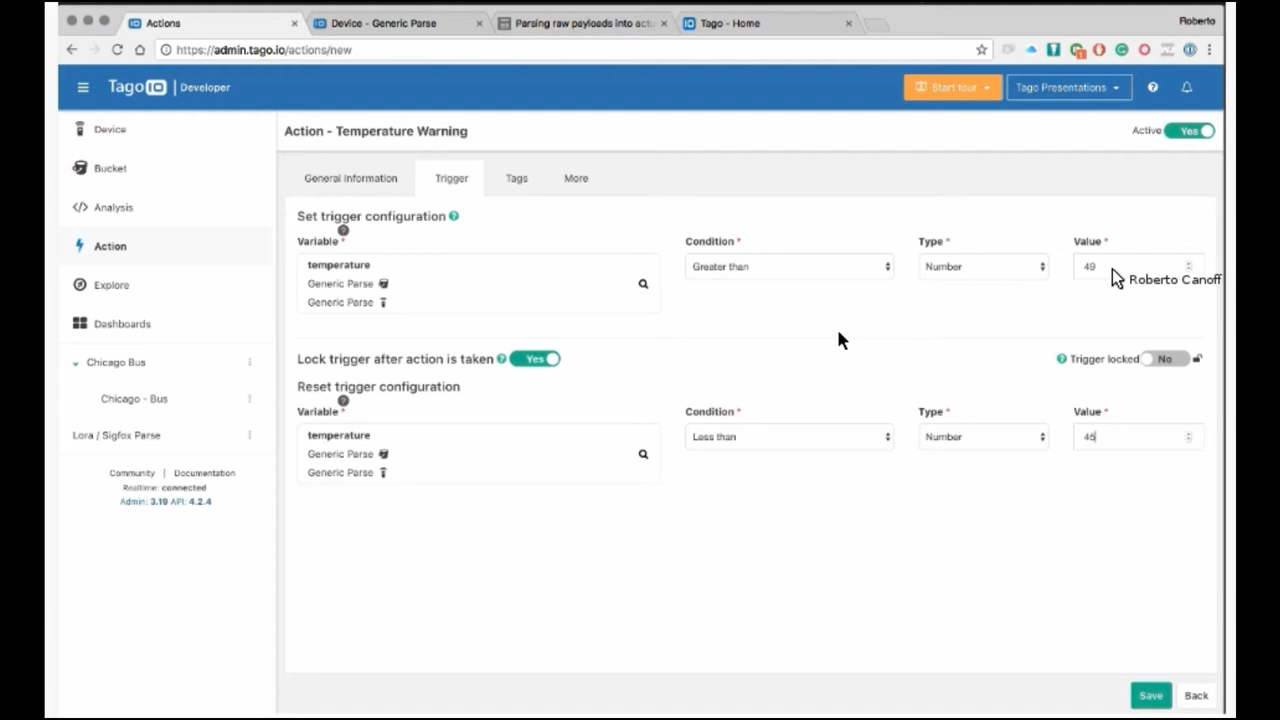 Actions
Device - Generic Parse
Parsing raw payloads into actu
Tago - Home
Roberto
https://admin.tago.io/actions/new
Tago IO | Developer
Start tour
Tago Presentations
Device
Bucket
Analysis
Action
Explore
Dashboards
Chicago Bus
Chicago - Bus
Lora / Sigfox Parse
Community | Documentation
Realtime: connected
Admin: 3.19 API: 4.2.4
Action - Temperature Warning
Active Yes
General Information Trigger Tags More
Set trigger configuration ?
Variable * Condition * Type * Value *
temperature
Generic Parse
Generic Parse
Greater than Number 49
Roberto Canoff
Lock trigger after action is taken ? Yes
? Trigger locked No
Reset trigger configuration
Variable * Condition * Type * Value *
temperature
Generic Parse
Generic Parse
Less than Number 45
Save Back